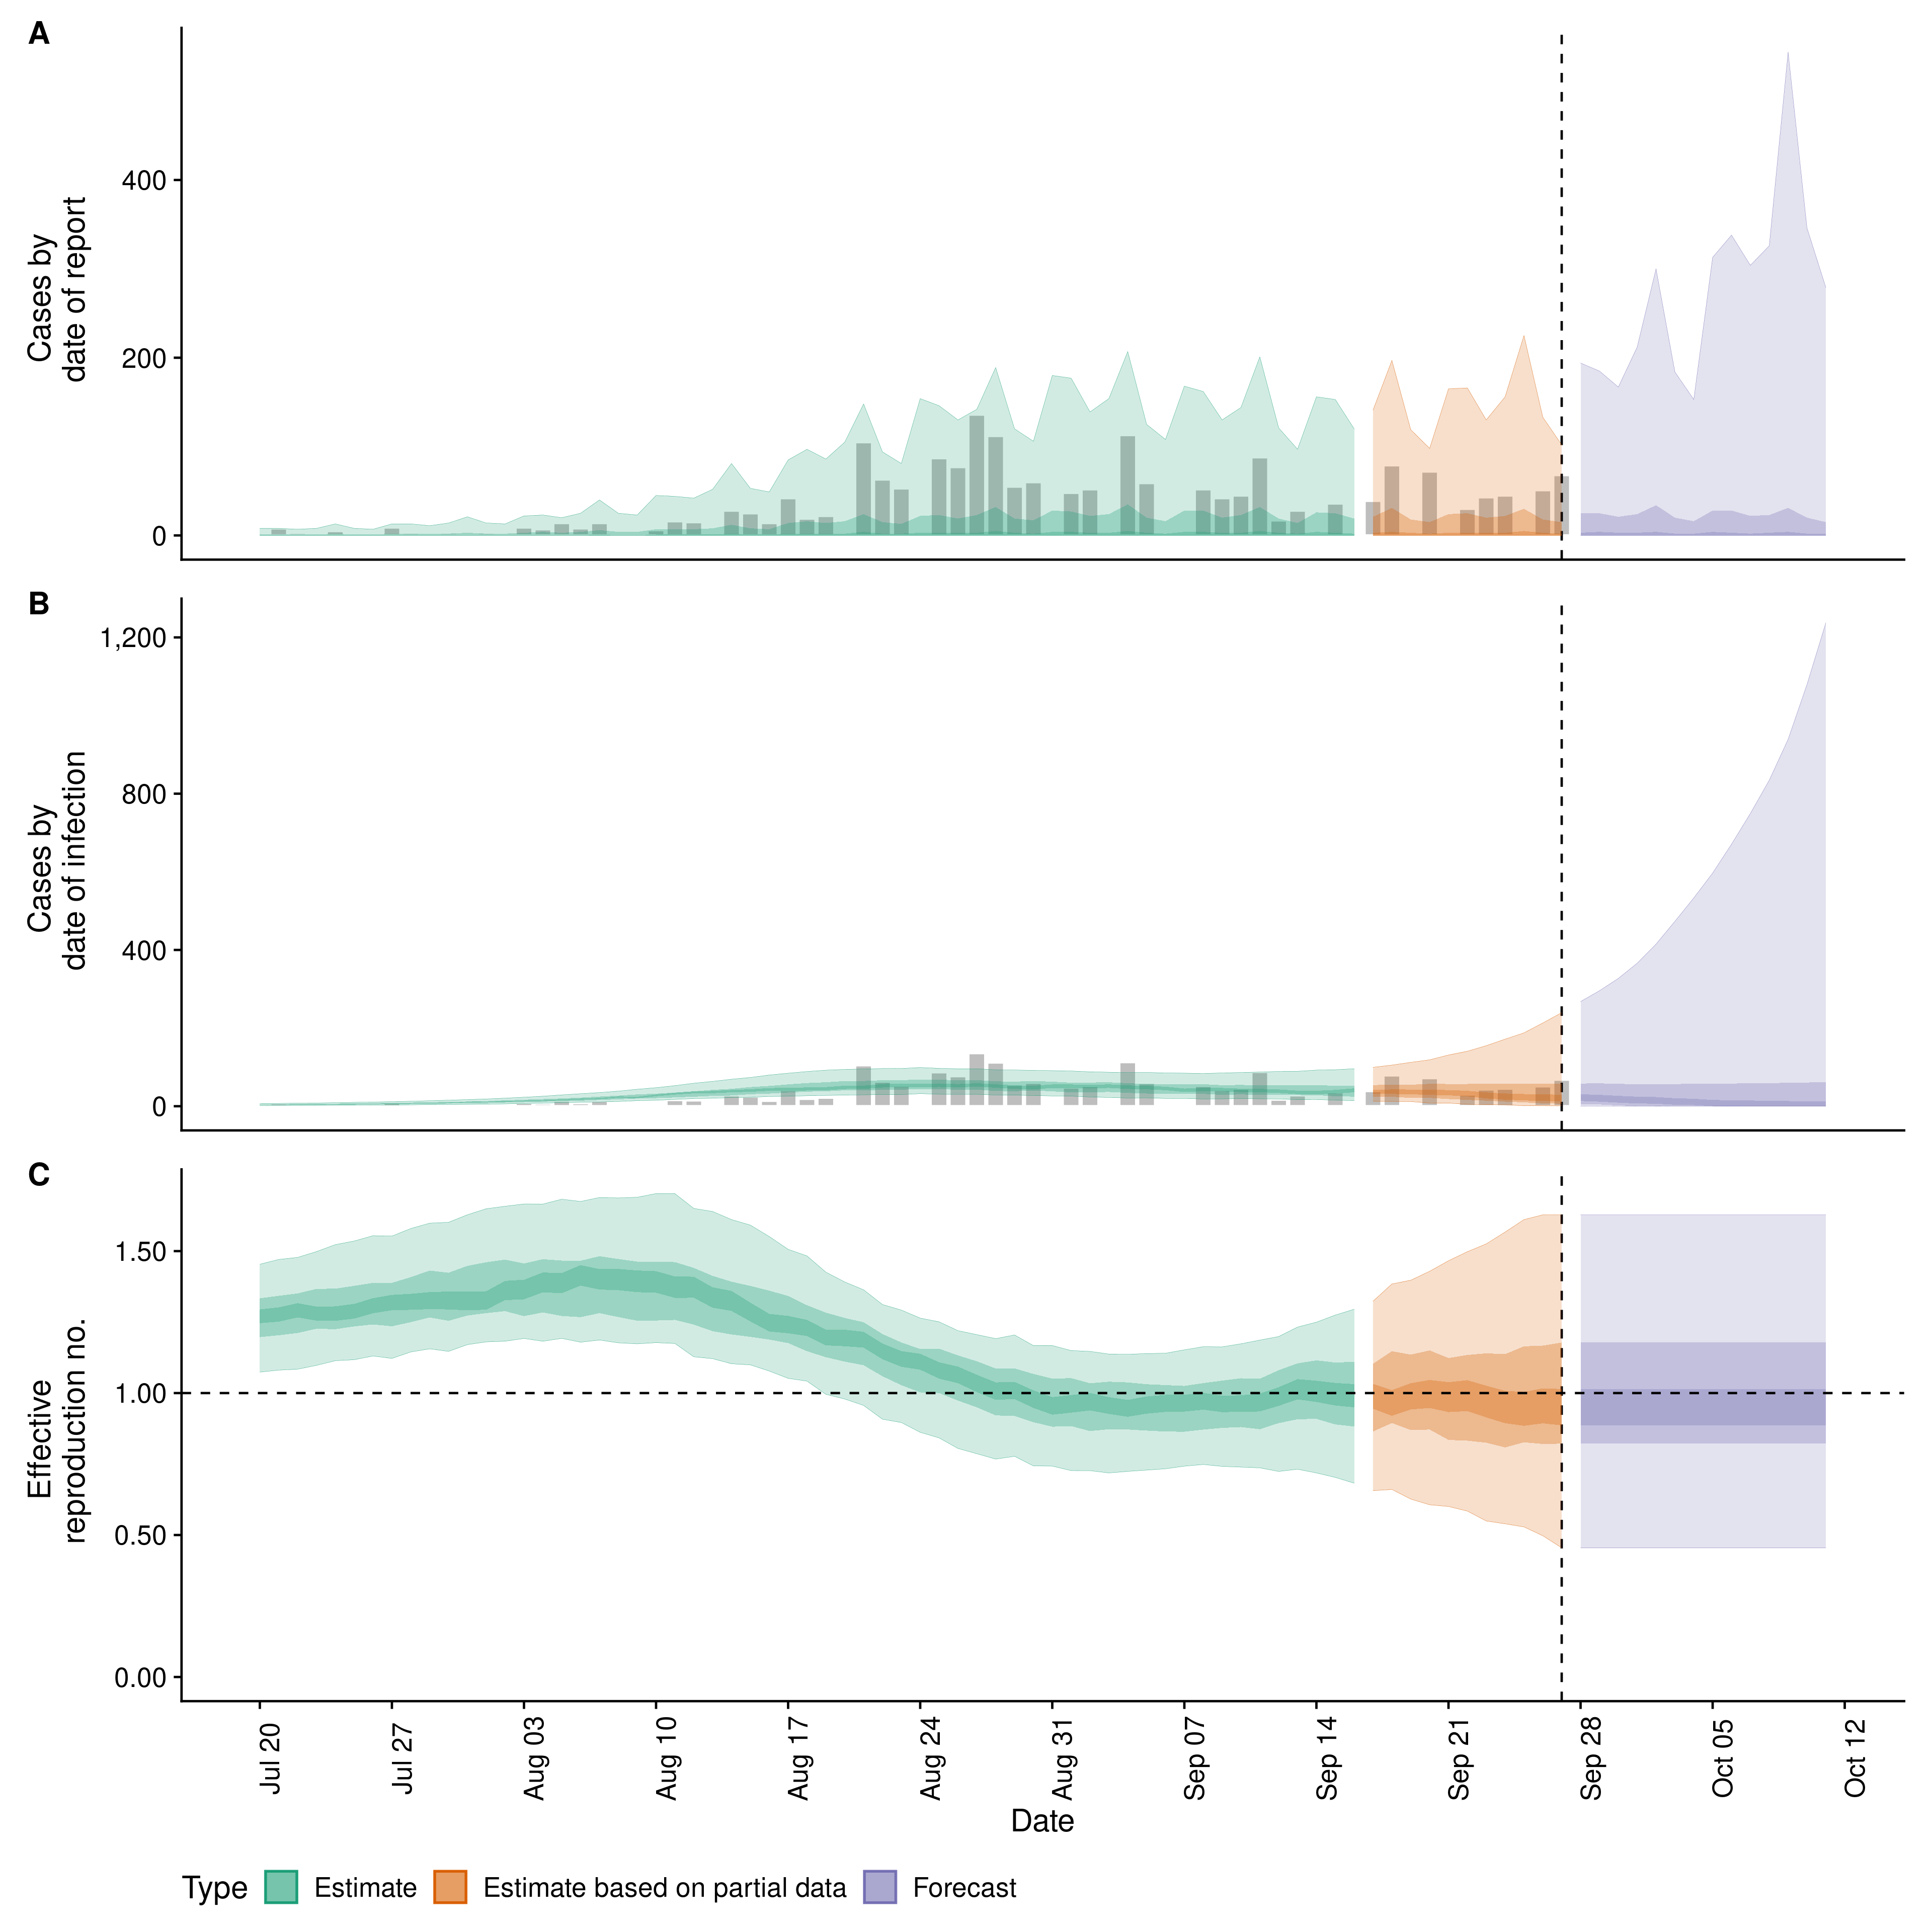 A
Cases by
date of report
400
200
0
B
Cases by
date of infection
1,200
800
400
0
C
Effective
reproduction no.
1.50
1.00
0.50
0.00
Jul 20
Jul 27
Aug 03
Aug 10
Aug 17
Aug 24
Aug 31
Sep 07
Sep 14
Sep 21
Sep 28
Oct 05
Oct 12
Date
Type
Estimate
Estimate based on partial data
Forecast